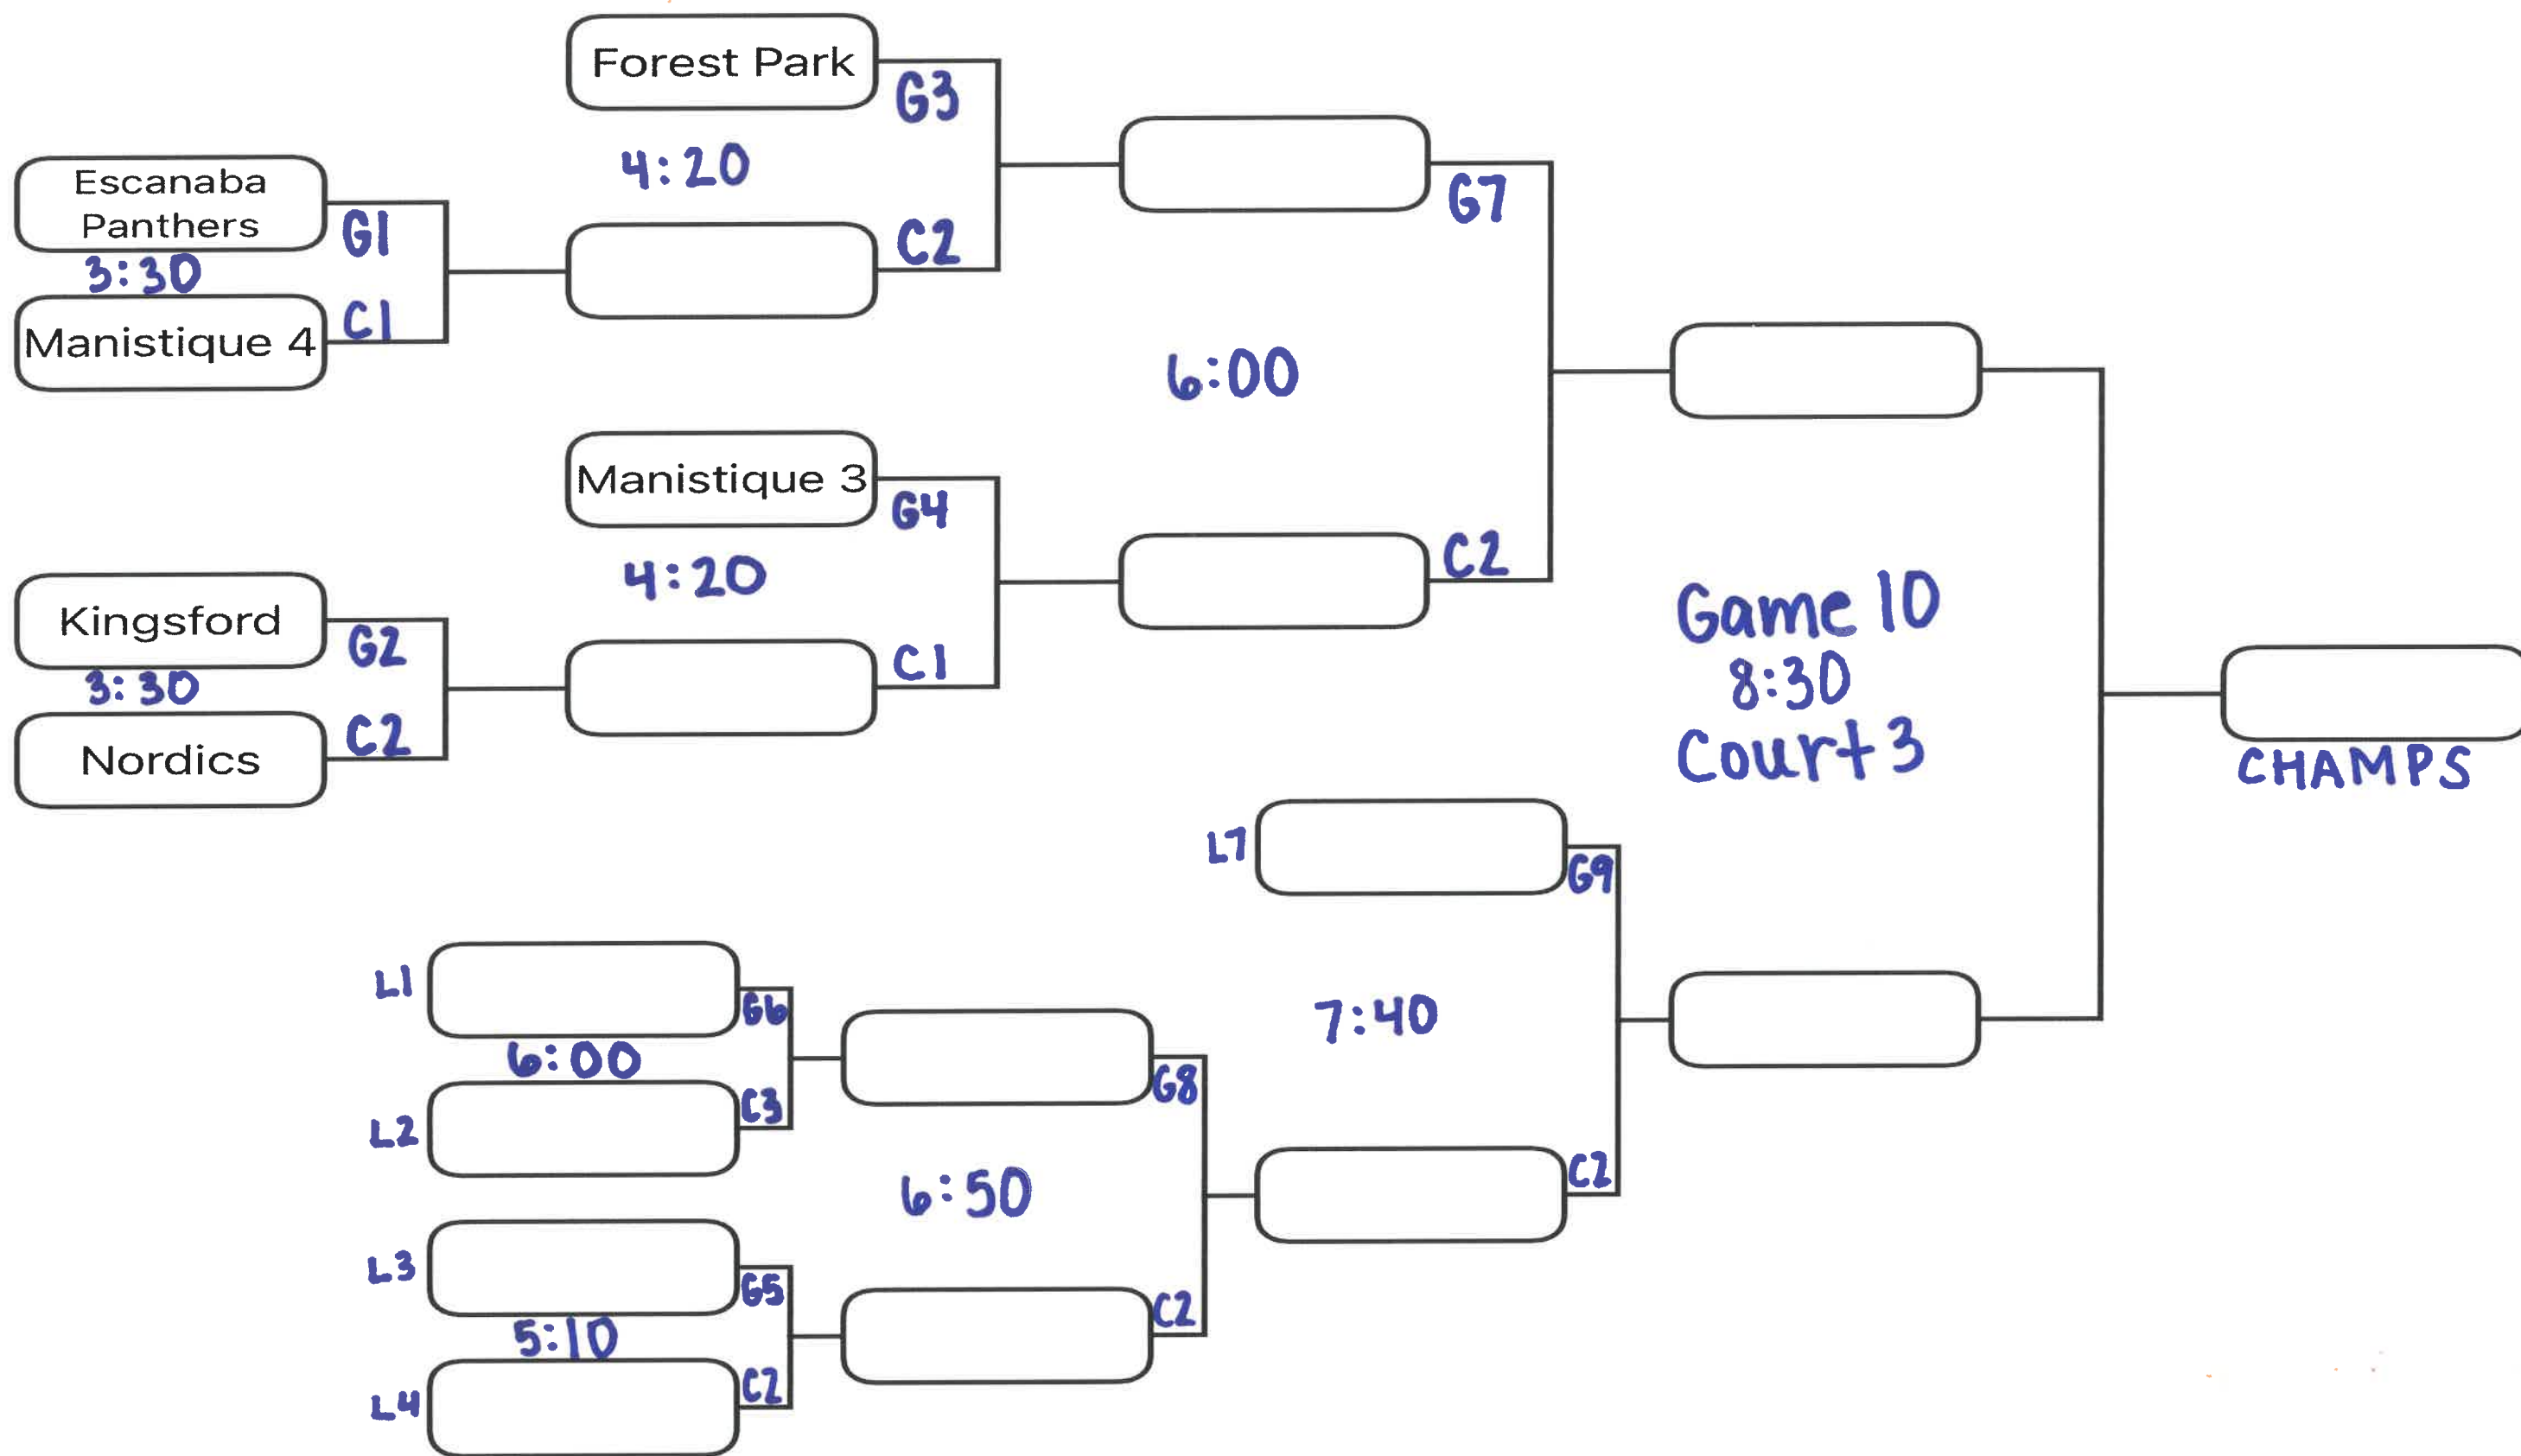 Forest Park
G3
4:20
C2
Escanaba
Panthers
G1
3:30
C1
Manistique 4
G7
6:00
C2
Manistique 3
G4
4:20
C1
Kingsford
G2
3:30
C2
Nordics
Game 10
8:30
Court 3
CHAMPS
L7
G9
7:40
C2
L1
G6
6:00
L2
C3
G8
6:50
C2
L3
G5
5:10
L4
C2